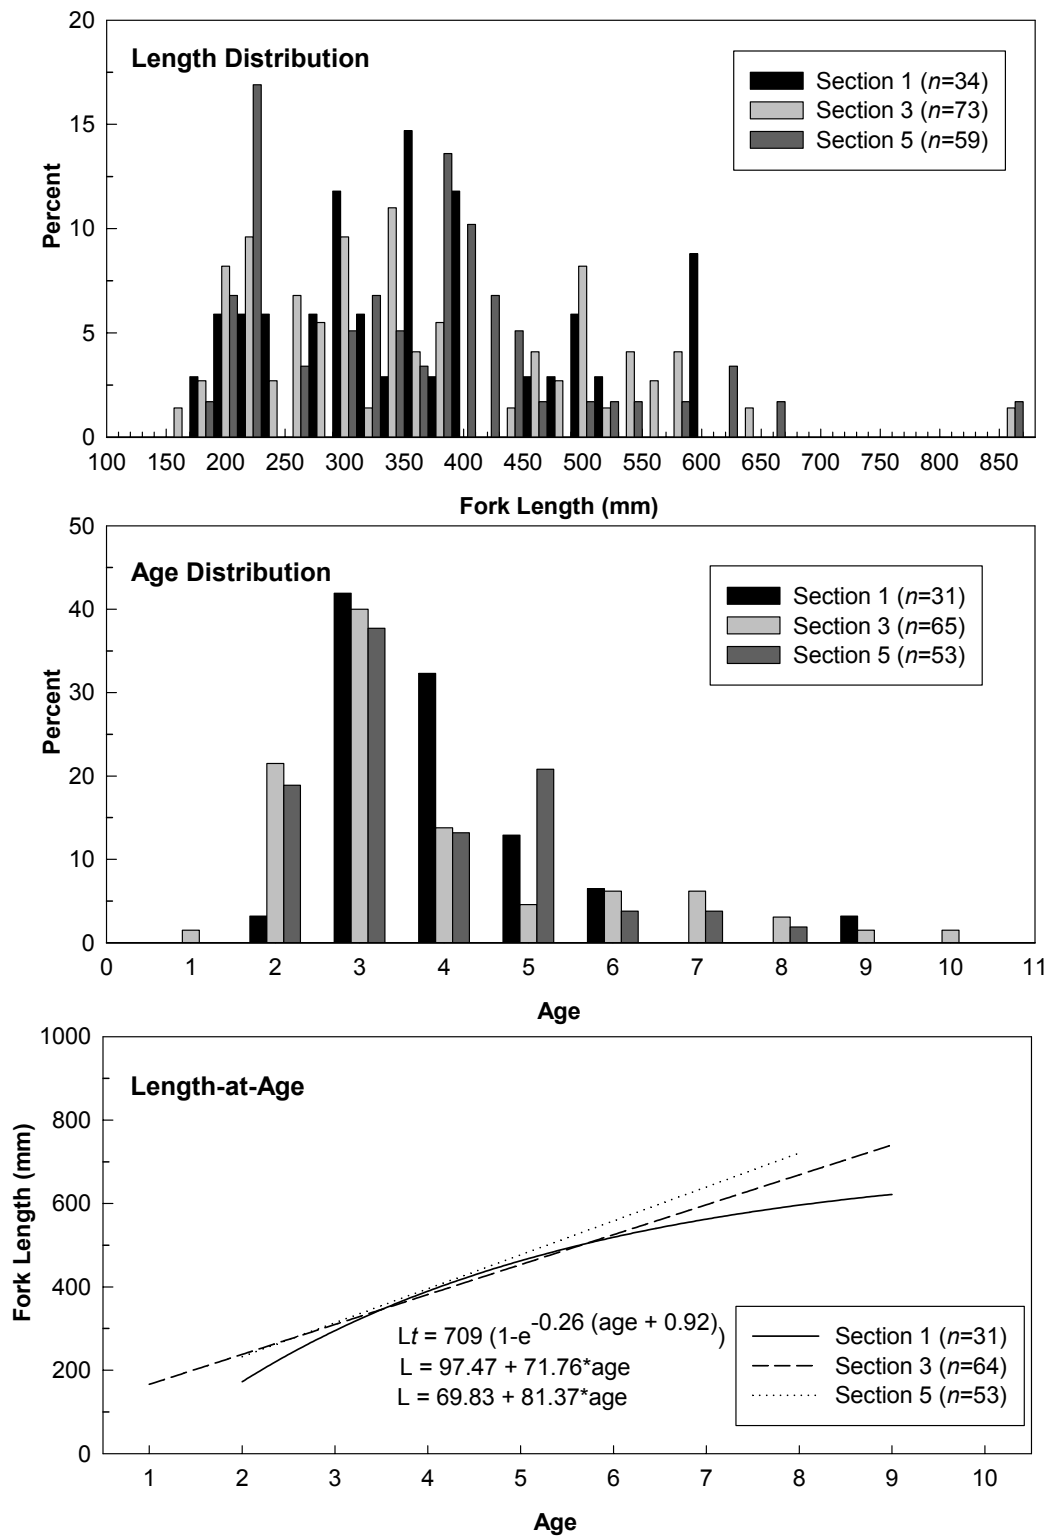 20
Length Distribution
Section 1 (n=34)
Section 3 (n=73)
Section 5 (n=59)
15
Percent
10
5
0
100 150 200 250 300 350 400 450 500 550 600 650 700 750 800 850
Fork Length (mm)
50
Age Distribution
Section 1 (n=31)
Section 3 (n=65)
Section 5 (n=53)
40
30
Percent
20
10
0
0 1 2 3 4 5 6 7 8 9 10 11
Age
1000
Length-at-Age
800
Fork Length (mm)
600
400
Lt = 709 (1-e-0.26 (age + 0.92))
L = 97.47 + 71.76*age
L = 69.83 + 81.37*age
Section 1 (n=31)
Section 3 (n=64)
Section 5 (n=53)
200
0
1 2 3 4 5 6 7 8 9 10
Age